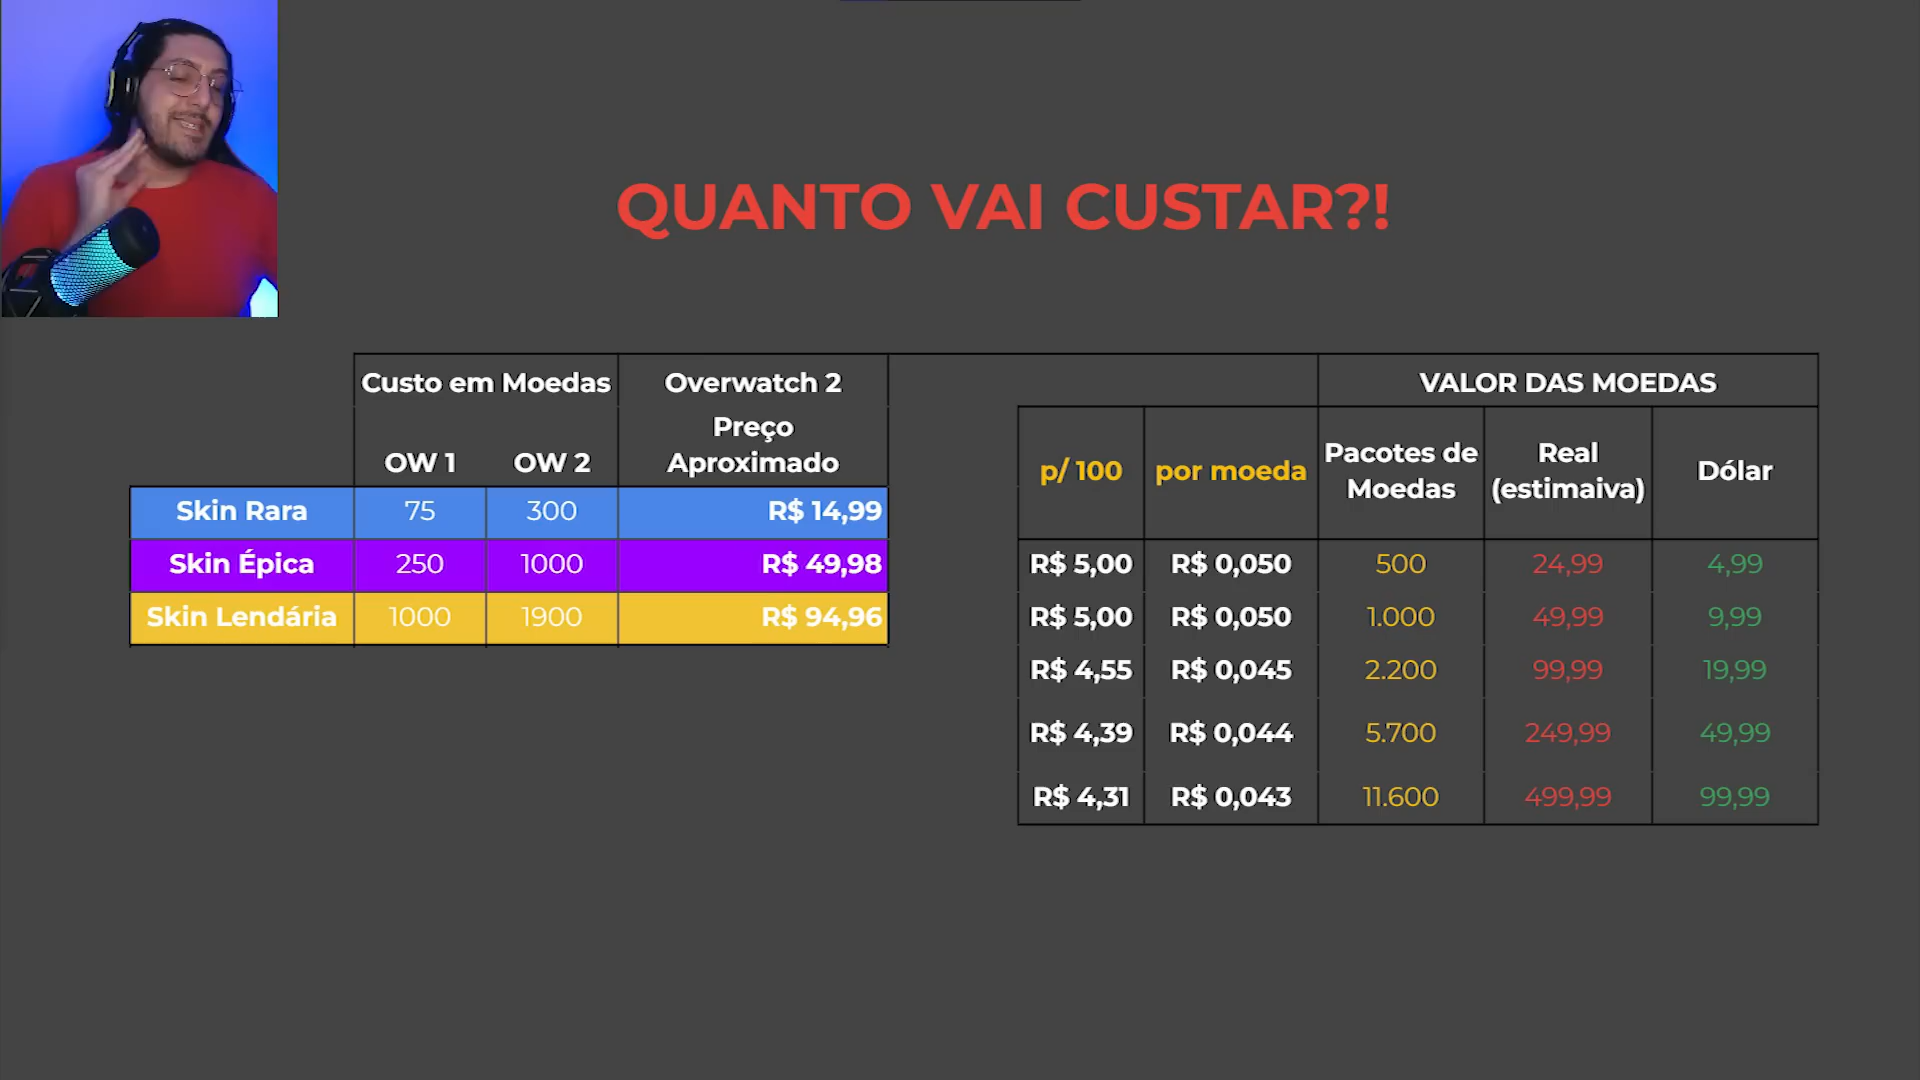 QUANTO VAI CUSTAR?!
Custo em Moedas Overwatch 2
OW 1 OW 2 Preço Aproximado
Skin Rara 75 300 R$ 14,99
Skin Épica 250 1000 R$ 49,98
Skin Lendária 1000 1900 R$ 94,96
VALOR DAS MOEDAS
p/ 100 por moeda Pacotes de Moedas Real (estimaiva) Dólar
R$ 5,00 R$ 0,050 500 24,99 4,99
R$ 5,00 R$ 0,050 1.000 49,99 9,99
R$ 4,55 R$ 0,045 2.200 99,99 19,99
R$ 4,39 R$ 0,044 5.700 249,99 49,99
R$ 4,31 R$ 0,043 11.600 499,99 99,99